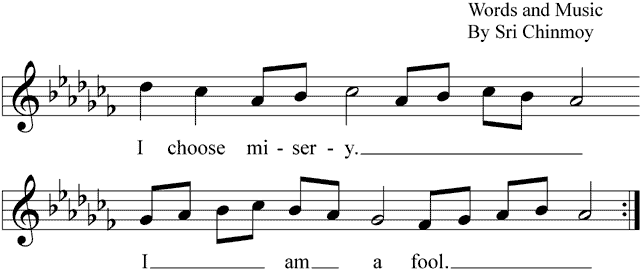 Words and Music
By Sri Chinmoy
I choose mi - ser - y.
I am a fool.